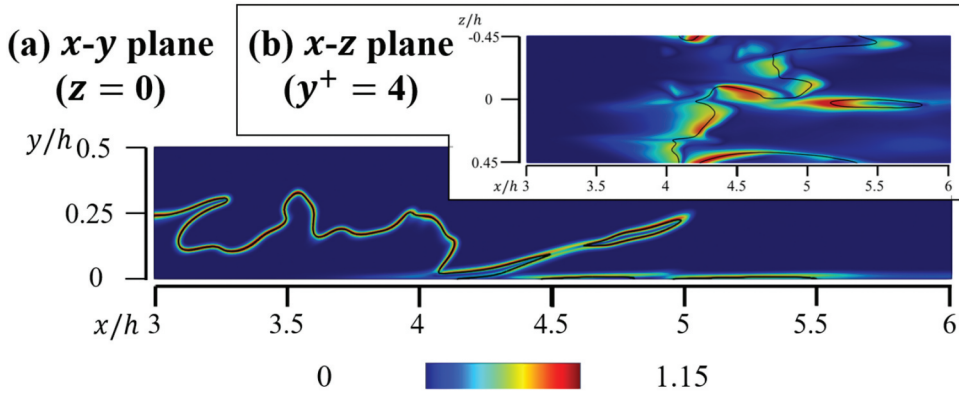 (a) x-y plane
(z = 0)
(b) x-z plane
(y⁺ = 4)
z/h
-0.45
0
0.45
x/h 3 3.5 4 4.5 5 5.5 6
y/h 0.5
0.25
0
x/h 3 3.5 4 4.5 5 5.5 6
0 1.15